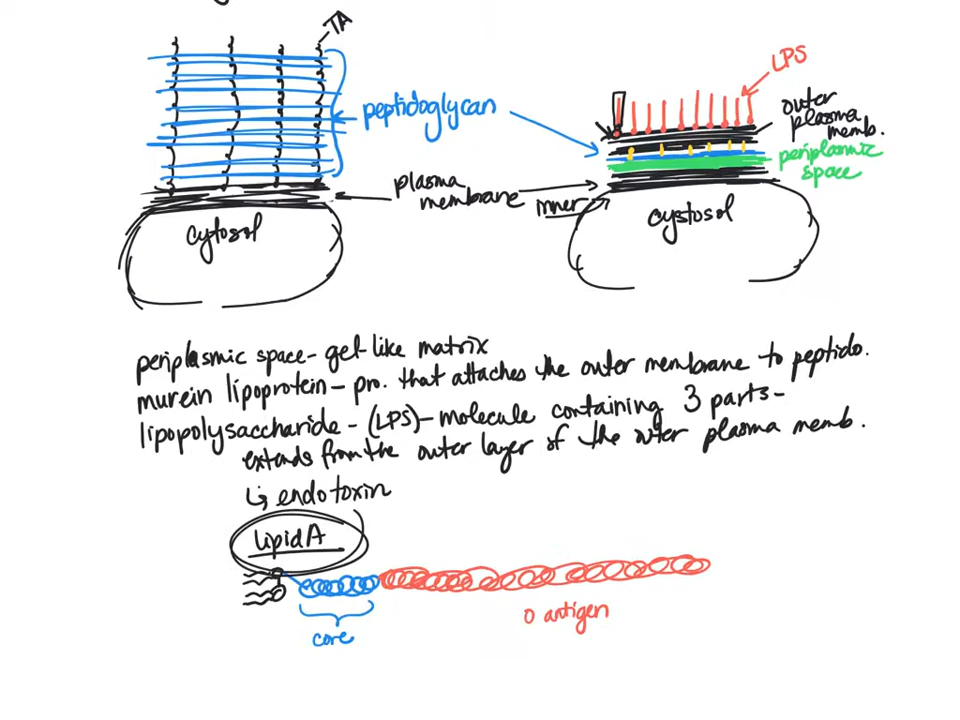 TA
LPS
outer
plasma
memb.
peptidoglycan
periplasmic
space
plasma
membrane
inner
cytosol
cystosol
periplasmic space - gel-like matrix
murein lipoprotein - pro. that attaches the outer membrane to peptido.
lipopolysaccharide - (LPS) - molecule containing 3 parts -
extends from the outer layer of the outer plasma memb.
↳ endotoxin
lipid A
O antigen
core